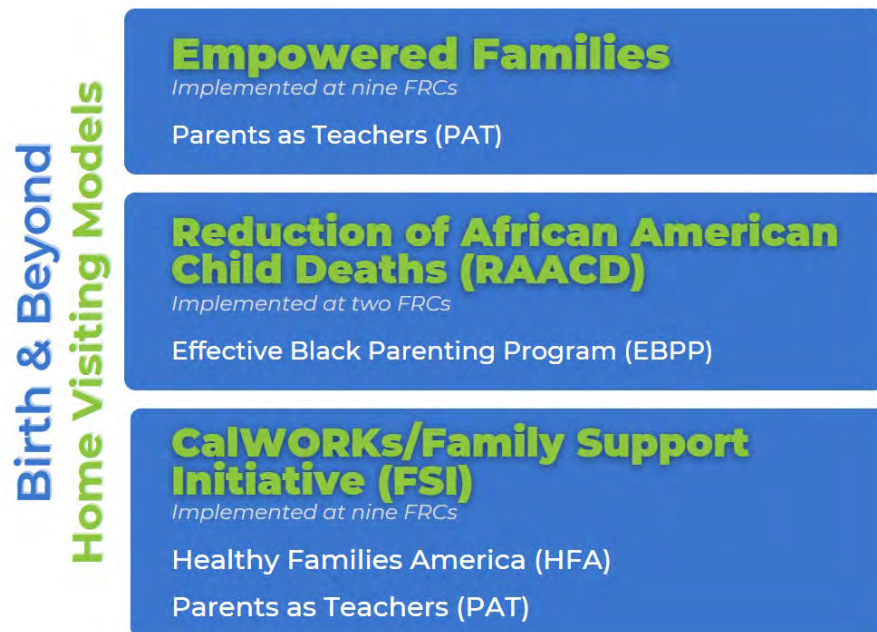 Birth & Beyond
Home Visiting Models
Empowered Families
Implemented at nine FRCs
Parents as Teachers (PAT)
Reduction of African American
Child Deaths (RAACD)
Implemented at two FRCs
Effective Black Parenting Program (EBPP)
CalWORKs/Family Support
Initiative (FSI)
Implemented at nine FRCs
Healthy Families America (HFA)
Parents as Teachers (PAT)